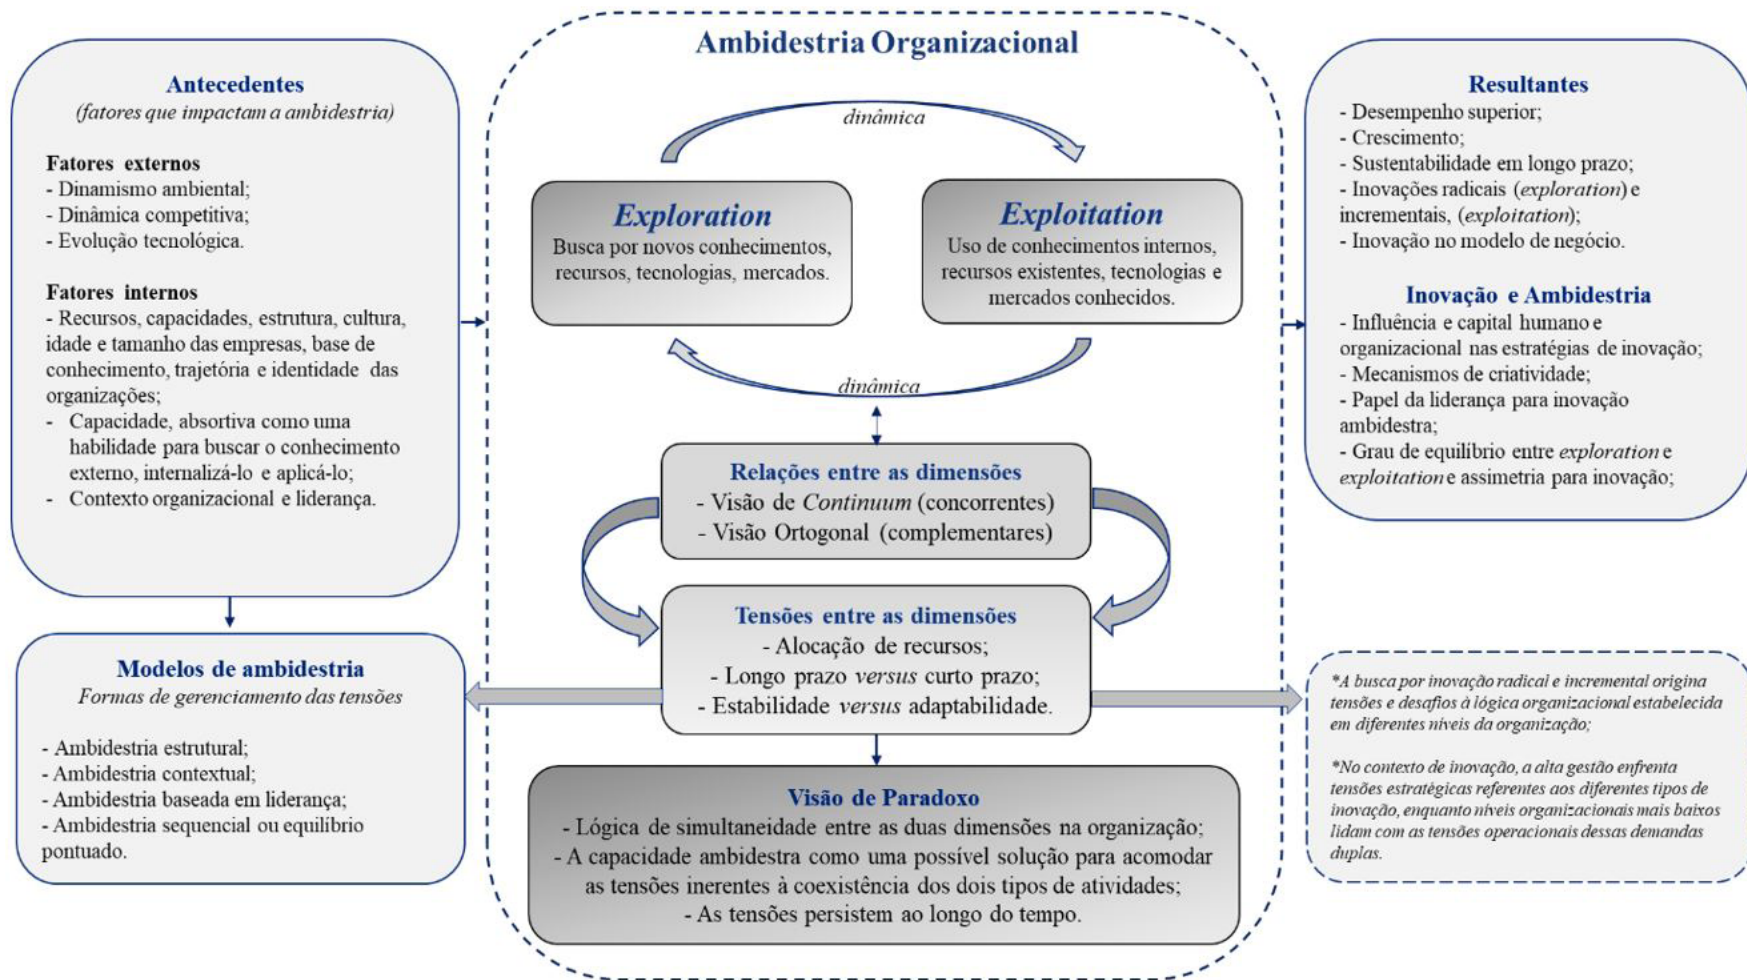 Ambidestria Organizacional
Antecedentes
(fatores que impactam a ambidestria)
Fatores externos
- Dinamismo ambiental;
- Dinâmica competitiva;
- Evolução tecnológica.
Fatores internos
- Recursos, capacidades, estrutura, cultura,
idade e tamanho das empresas, base de
conhecimento, trajetória e identidade das
organizações;
- Capacidade, absortiva como uma
habilidade para buscar o conhecimento
externo, internalizá-lo e aplicá-lo;
- Contexto organizacional e liderança.
Modelos de ambidestria
Formas de gerenciamento das tensões
- Ambidestria estrutural;
- Ambidestria contextual;
- Ambidestria baseada em liderança;
- Ambidestria sequencial ou equilíbrio
pontuado.
dinâmica
Exploration
Busca por novos conhecimentos,
recursos, tecnologias, mercados.
Exploitation
Uso de conhecimentos internos,
recursos existentes, tecnologias e
mercados conhecidos.
dinâmica
Relações entre as dimensões
- Visão de Continuum (concorrentes)
- Visão Ortogonal (complementares)
Tensões entre as dimensões
- Alocação de recursos;
- Longo prazo versus curto prazo;
- Estabilidade versus adaptabilidade.
Visão de Paradoxo
- Lógica de simultaneidade entre as duas dimensões na organização;
- A capacidade ambidestra como uma possível solução para acomodar
as tensões inerentes à coexistência dos dois tipos de atividades;
- As tensões persistem ao longo do tempo.
Resultantes
- Desempenho superior;
- Crescimento;
- Sustentabilidade em longo prazo;
- Inovações radicais (exploration) e
incrementais, (exploitation);
- Inovação no modelo de negócio.
Inovação e Ambidestria
- Influência e capital humano e
organizacional nas estratégias de inovação;
- Mecanismos de criatividade;
- Papel da liderança para inovação
ambidestra;
- Grau de equilíbrio entre exploration e
exploitation e assimetria para inovação;
*A busca por inovação radical e incremental origina
tensões e desafios à lógica organizacional estabelecida
em diferentes níveis da organização;
*No contexto de inovação, a alta gestão enfrenta
tensões estratégicas referentes aos diferentes tipos de
inovação, enquanto níveis organizacionais mais baixos
lidam com as tensões operacionais dessas demandas
duplas.